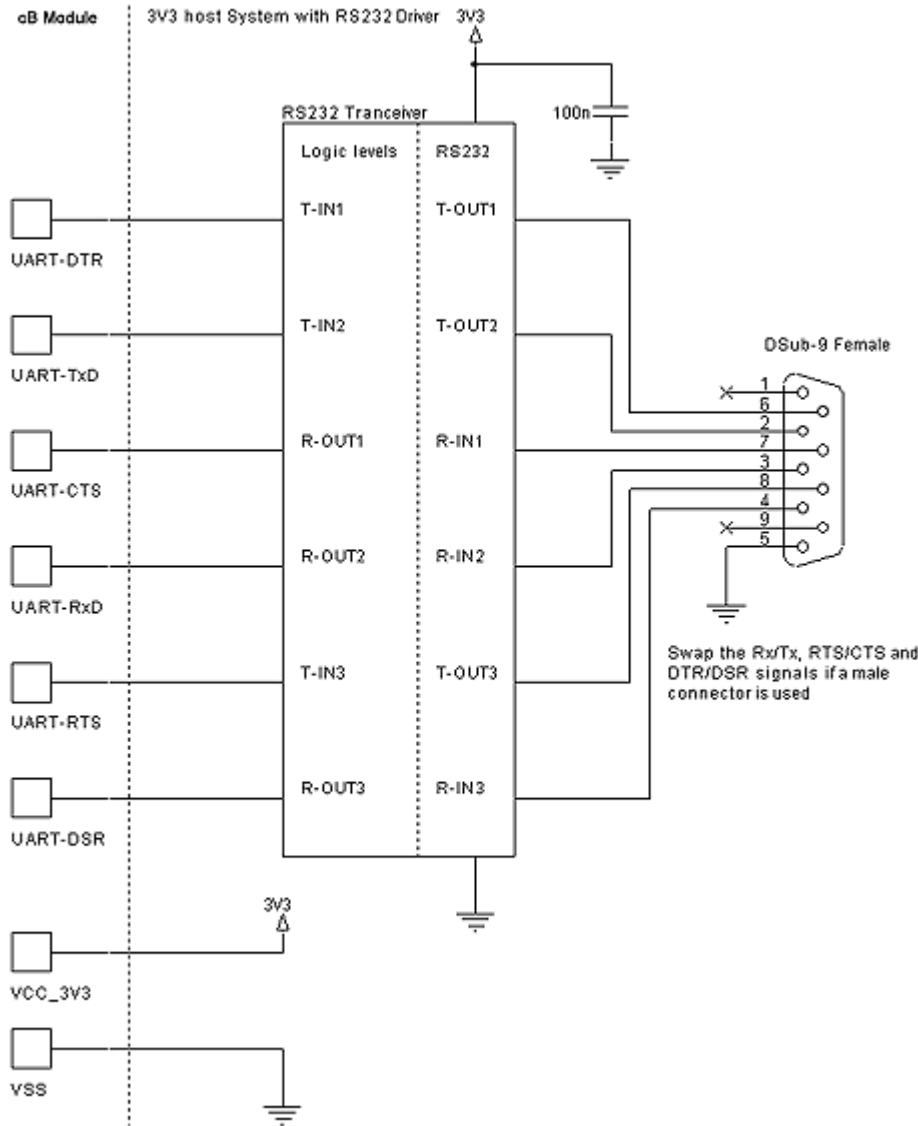 cB Module
3V3 host System with RS232 Driver
3V3
100n
RS232 Tranceiver
Logic levels
RS232
T-IN1
T-OUT1
UART-DTR
T-IN2
T-OUT2
UART-TxD
DSub-9 Female
1
6
2
7
3
8
4
9
5
R-OUT1
R-IN1
UART-CTS
R-OUT2
R-IN2
UART-RxD
Swap the Rx/Tx, RTS/CTS and
DTR/DSR signals if a male
connector is used
T-IN3
T-OUT3
UART-RTS
R-OUT3
R-IN3
UART-DSR
3V3
VCC_3V3
VSS